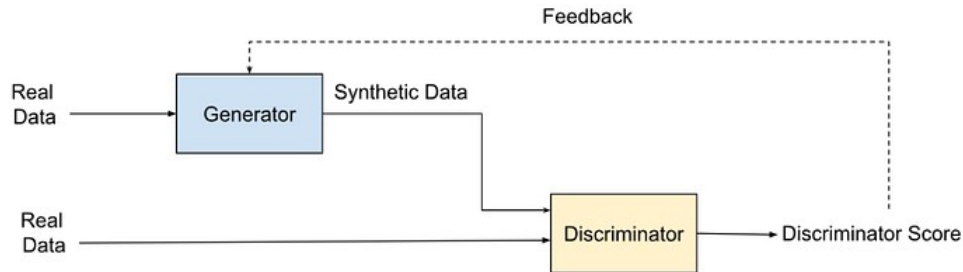 Feedback
Real
Data
Generator
Synthetic Data
Real
Data
Discriminator
Discriminator Score